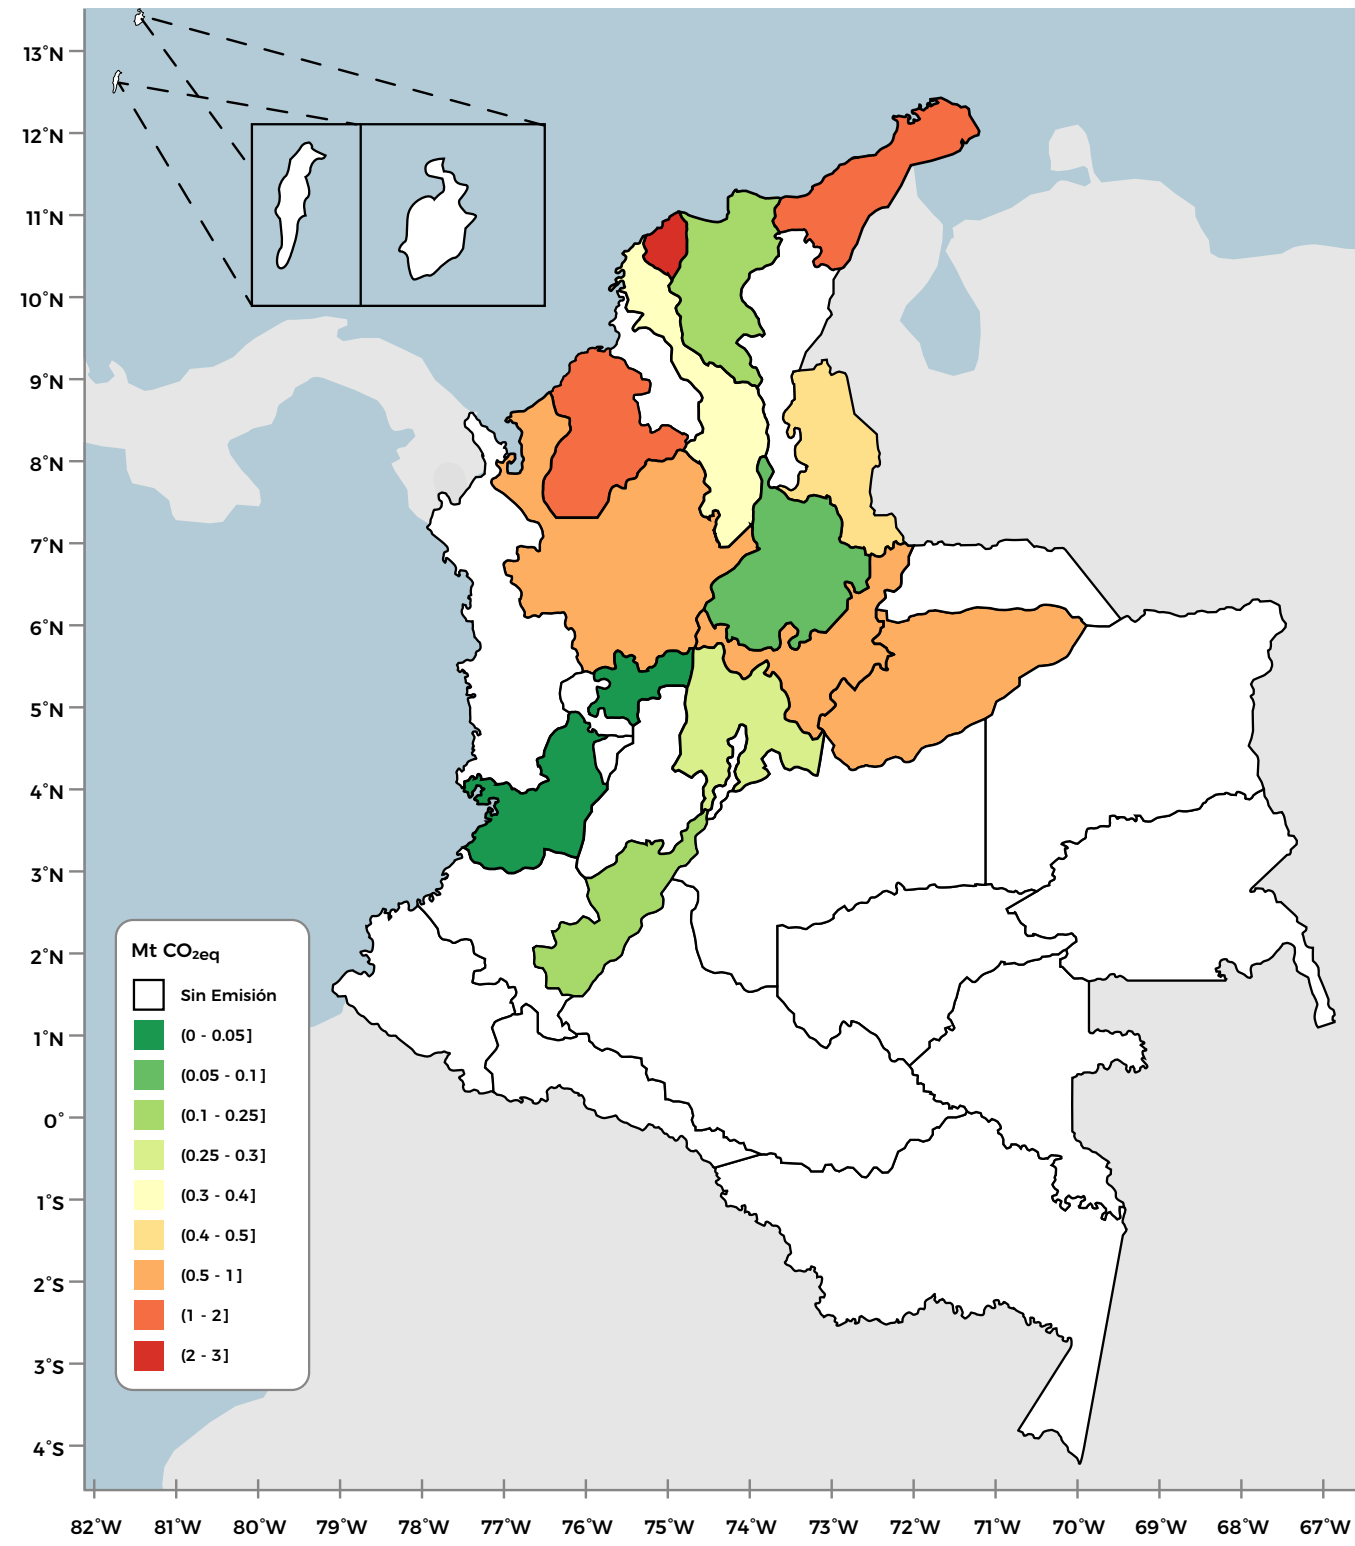 13°N
12°N
11°N
10°N
9°N
8°N
7°N
6°N
5°N
4°N
3°N
2°N
1°N
0°
1°S
2°S
3°S
4°S
Mt CO₂eq
Sin Emisión
(0 - 0.05]
(0.05 - 0.1]
(0.1 - 0.25]
(0.25 - 0.3]
(0.3 - 0.4]
(0.4 - 0.5]
(0.5 - 1]
(1 - 2]
(2 - 3]
82°W 81°W 80°W 79°W 78°W 77°W 76°W 75°W 74°W 73°W 72°W 71°W 70°W 69°W 68°W 67°W